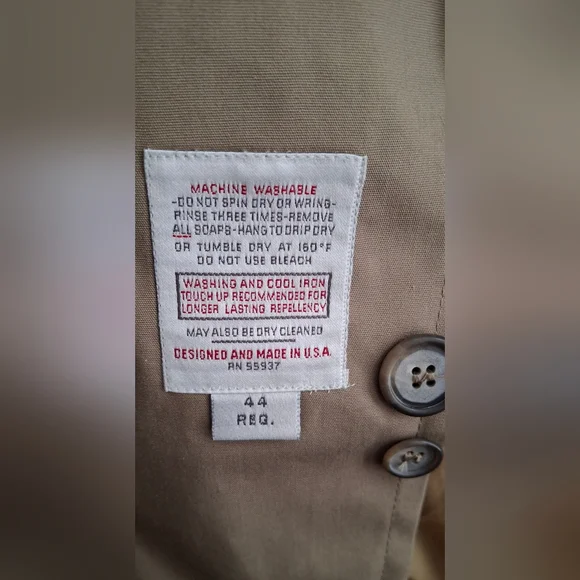 MACHINE WASHABLE
-DO NOT SPIN DRY OR WRING-
RINSE THREE TIMES-REMOVE
ALL SOAPS-HANG TO DRIP DRY
OR TUMBLE DRY AT 160°F
DO NOT USE BLEACH
WASHING AND COOL IRON
TOUCH UP RECOMMENDED FOR
LONGER LASTING REPELLENCY
MAY ALSO BE DRY CLEANED
DESIGNED AND MADE IN U.S.A.
RN 55937
44
REG.